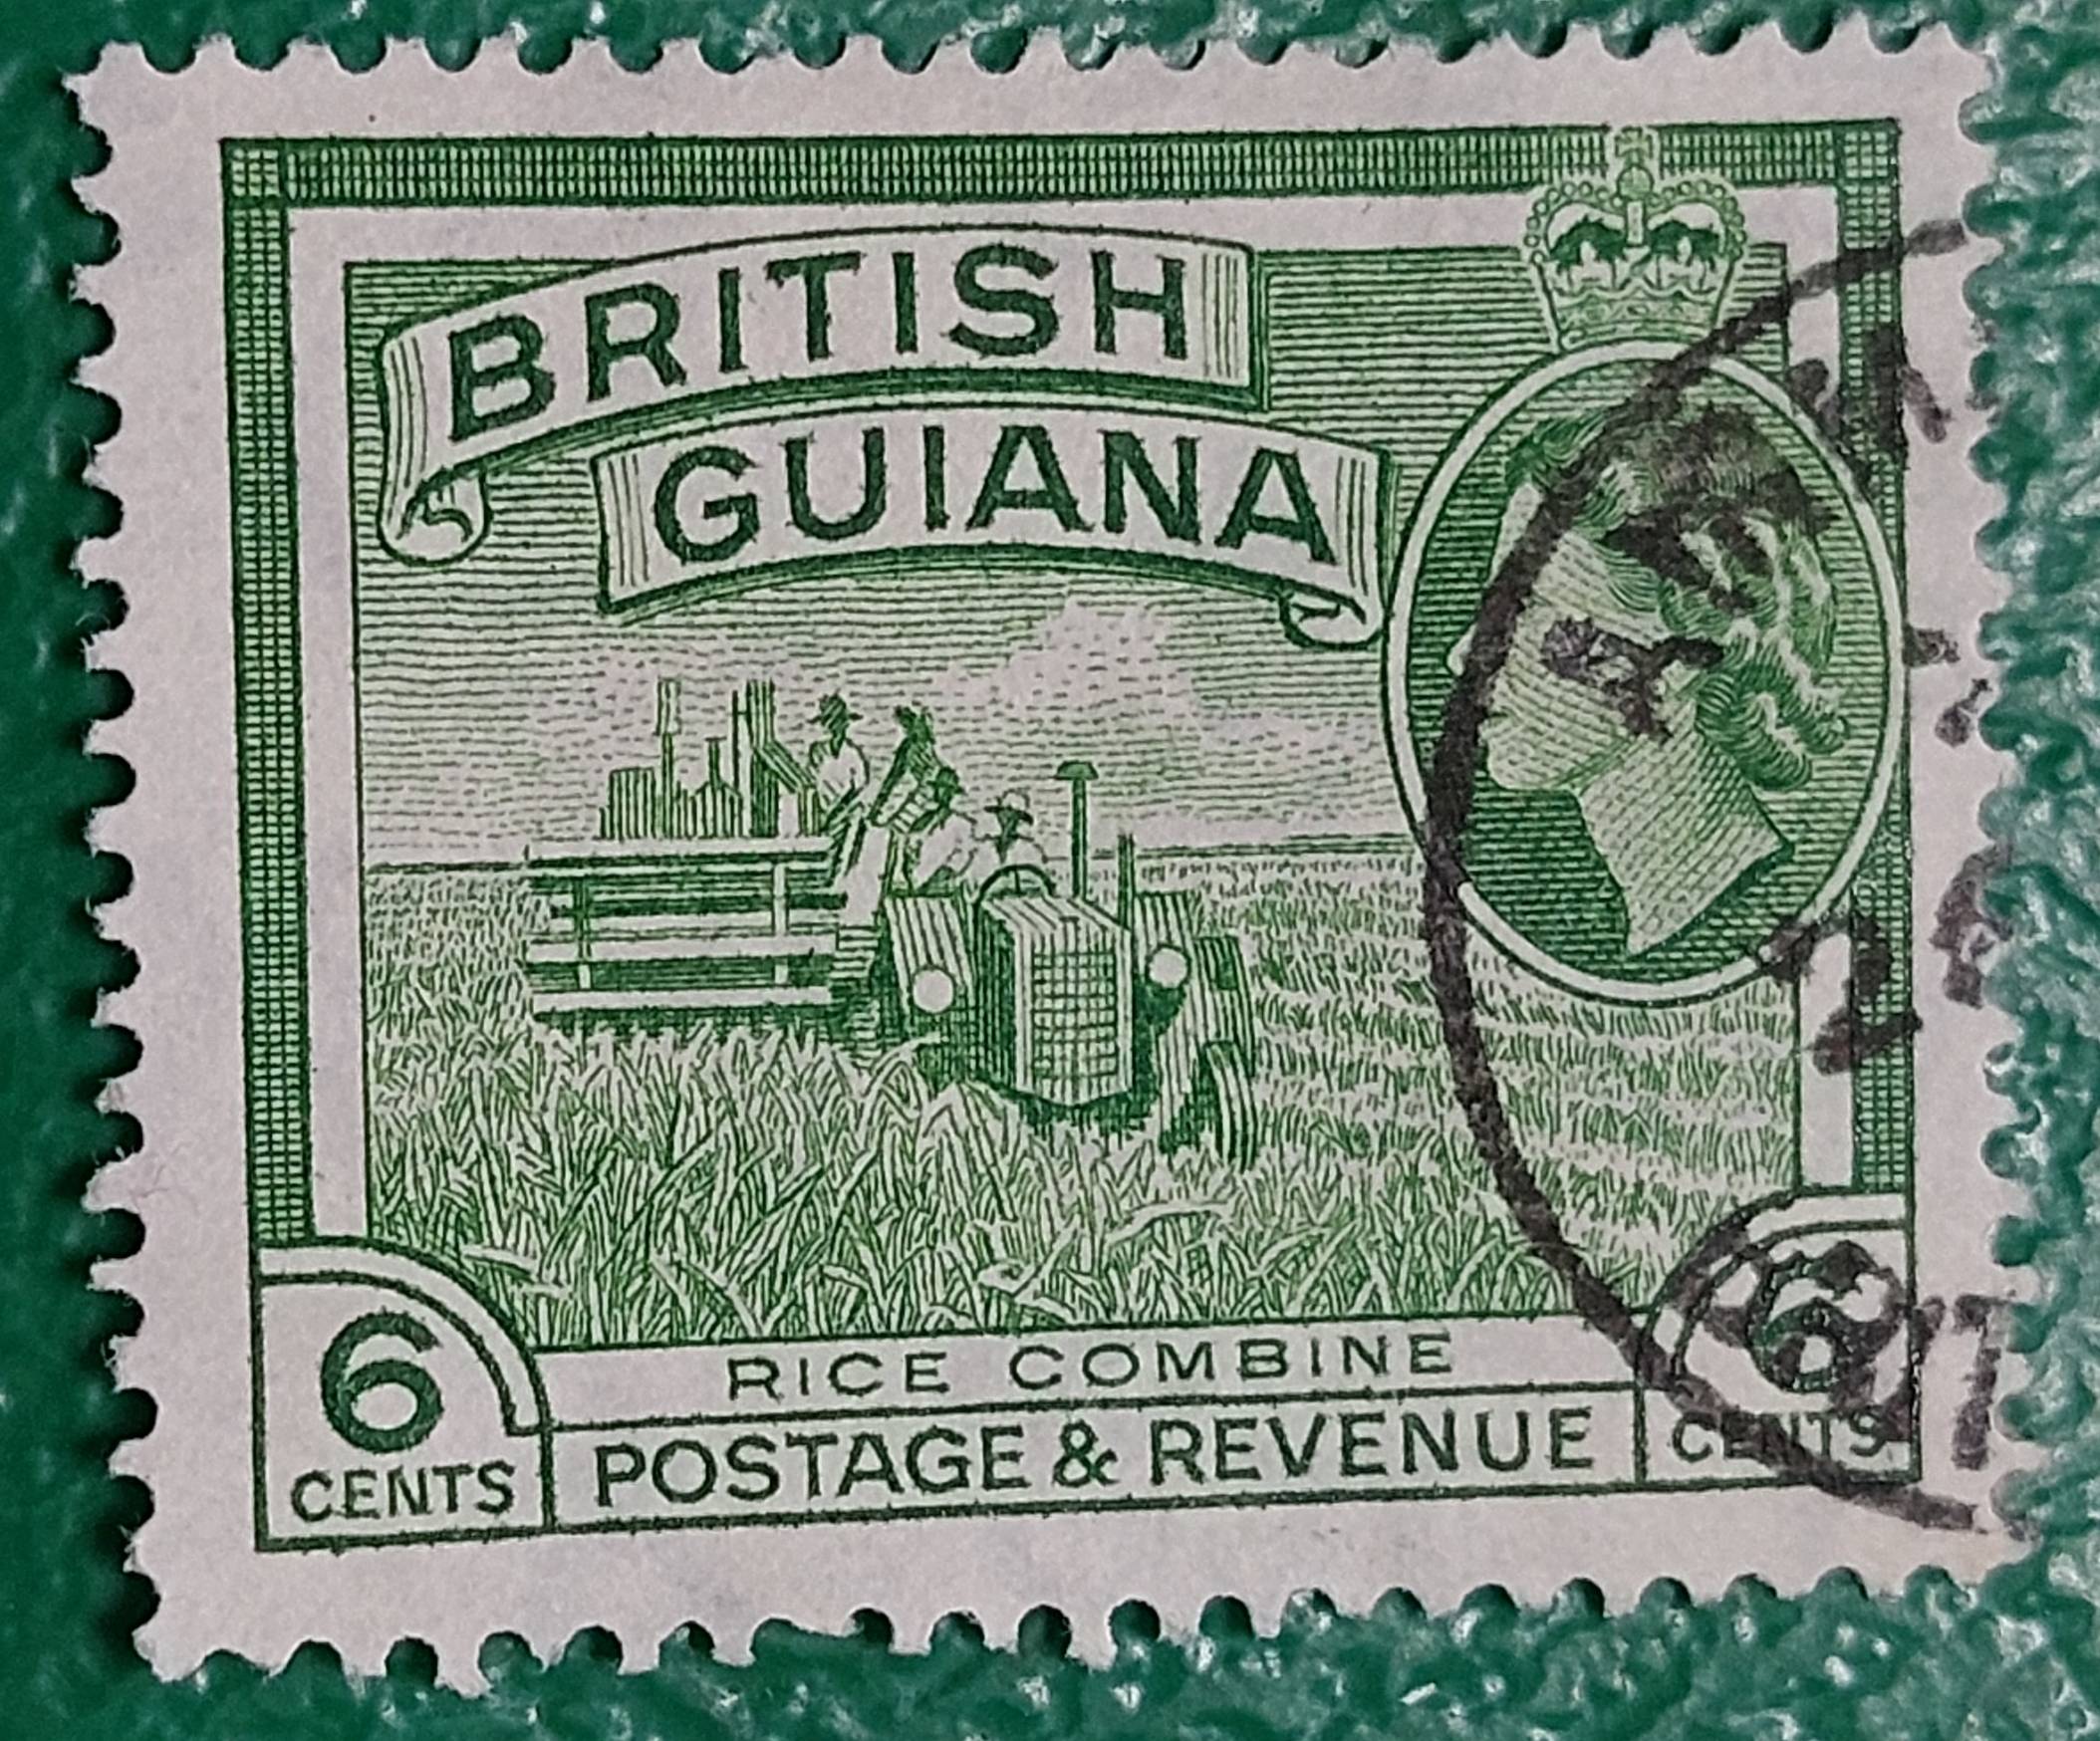 BRITISH
GUIANA
RICE COMBINE
6
CENTS
POSTAGE & REVENUE
6
CENTS